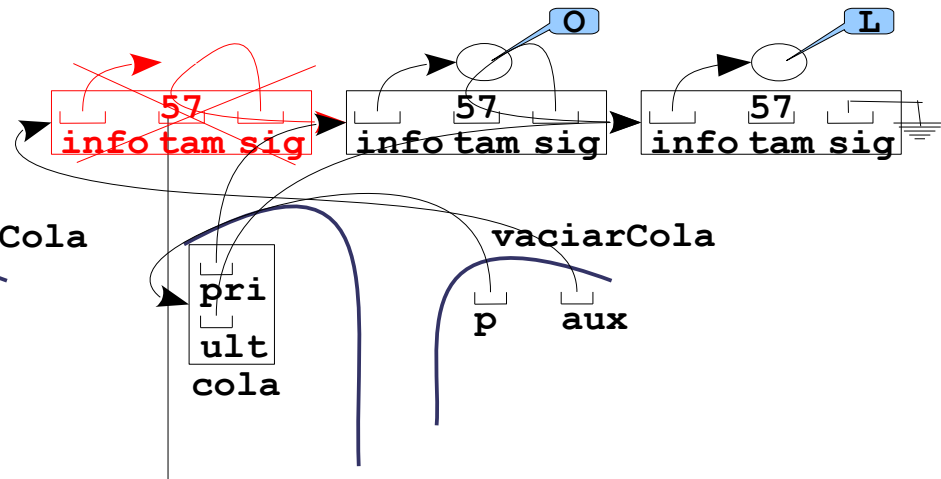 O L
57 57 57
info tam sig info tam sig info tam sig
Cola vaciarCola
pri
p aux
ult
cola